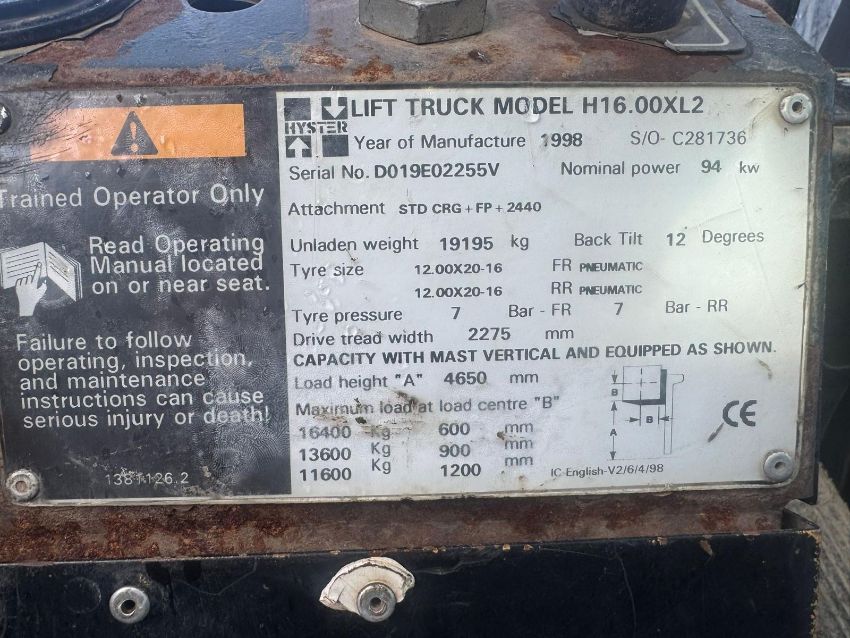 Trained Operator Only
Read Operating
Manual located
on or near seat.
Failure to follow
operating, inspection,
and maintenance
instructions can cause
serious injury or death!
1381126.2
HYSTER
LIFT TRUCK MODEL H16.00XL2
Year of Manufacture 1998 S/O- C281736
Serial No. D019E02255V Nominal power 94 kw
Attachment STD CRG + FP + 2440
Unladen weight 19195 kg Back Tilt 12 Degrees
Tyre size 12.00X20-16 FR PNEUMATIC
12.00X20-16 RR PNEUMATIC
Tyre pressure 7 Bar - FR 7 Bar - RR
Drive tread width 2275 mm
CAPACITY WITH MAST VERTICAL AND EQUIPPED AS SHOWN.
Load height "A" 4650 mm
Maximum load at load centre "B"
16400 Kg 600 mm
13600 Kg 900 mm
11600 Kg 1200 mm
B
A
B
CE
IC-English-V2/6/4/98